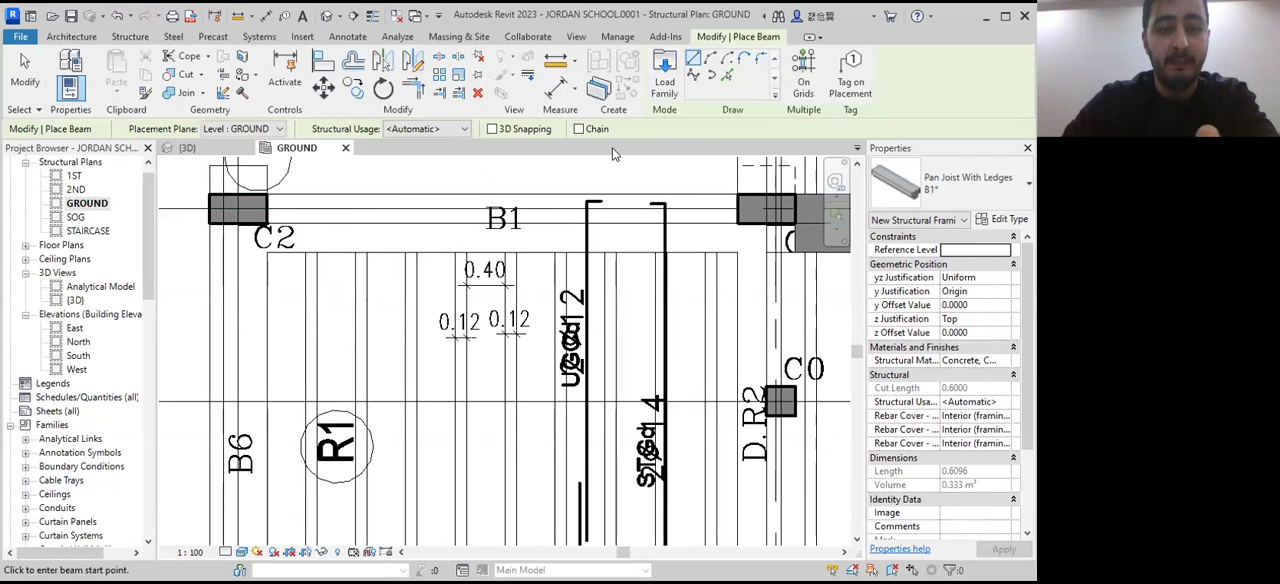 Autodesk Revit 2023 - JORDAN SCHOOL.0001 - Structural Plan: GROUND
File Architecture Structure Steel Precast Systems Insert Annotate Analyze Massing & Site Collaborate View Manage Add-Ins Modify | Place Beam
Modify Paste Cope Cut Join Activate Load Family On Grids Tag on Placement
Select Properties Clipboard Geometry Controls Modify View Measure Create Mode Draw Multiple Tag
Modify | Place Beam Placement Plane: Level : GROUND Structural Usage: <Automatic> 3D Snapping Chain
Project Browser - JORDAN SCH...
{3D} GROUND
Structural Plans
1ST
2ND
GROUND
SOG
STAIRCASE
Floor Plans
Ceiling Plans
3D Views
Analytical Model
{3D}
Elevations (Building Eleva
East
North
South
West
Legends
Schedules/Quantities (all)
Sheets (all)
Families
Analytical Links
Annotation Symbols
Boundary Conditions
Cable Trays
Ceilings
Conduits
Curtain Panels
Curtain Systems
B1
C2
0.40
0.12 0.12
C0
D.R2
R1
B6
1 : 100
Properties
Pan Joist With Ledges
B1*
New Structural Frami Edit Type
Constraints
Reference Level
Geometric Position
yz Justification Uniform
y Justification Origin
y Offset Value 0.0000
z Justification Top
z Offset Value 0.0000
Materials and Finishes
Structural Mat... Concrete, C...
Structural
Cut Length 0.6000
Structural Usa... <Automatic>
Rebar Cover - ... Interior (framin...
Rebar Cover - ... Interior (framin...
Rebar Cover - ... Interior (framin...
Dimensions
Length 0.6096
Volume 0.333 m³
Identity Data
Image
Comments
Properties help Apply
Click to enter beam start point. :0 Main Model :0